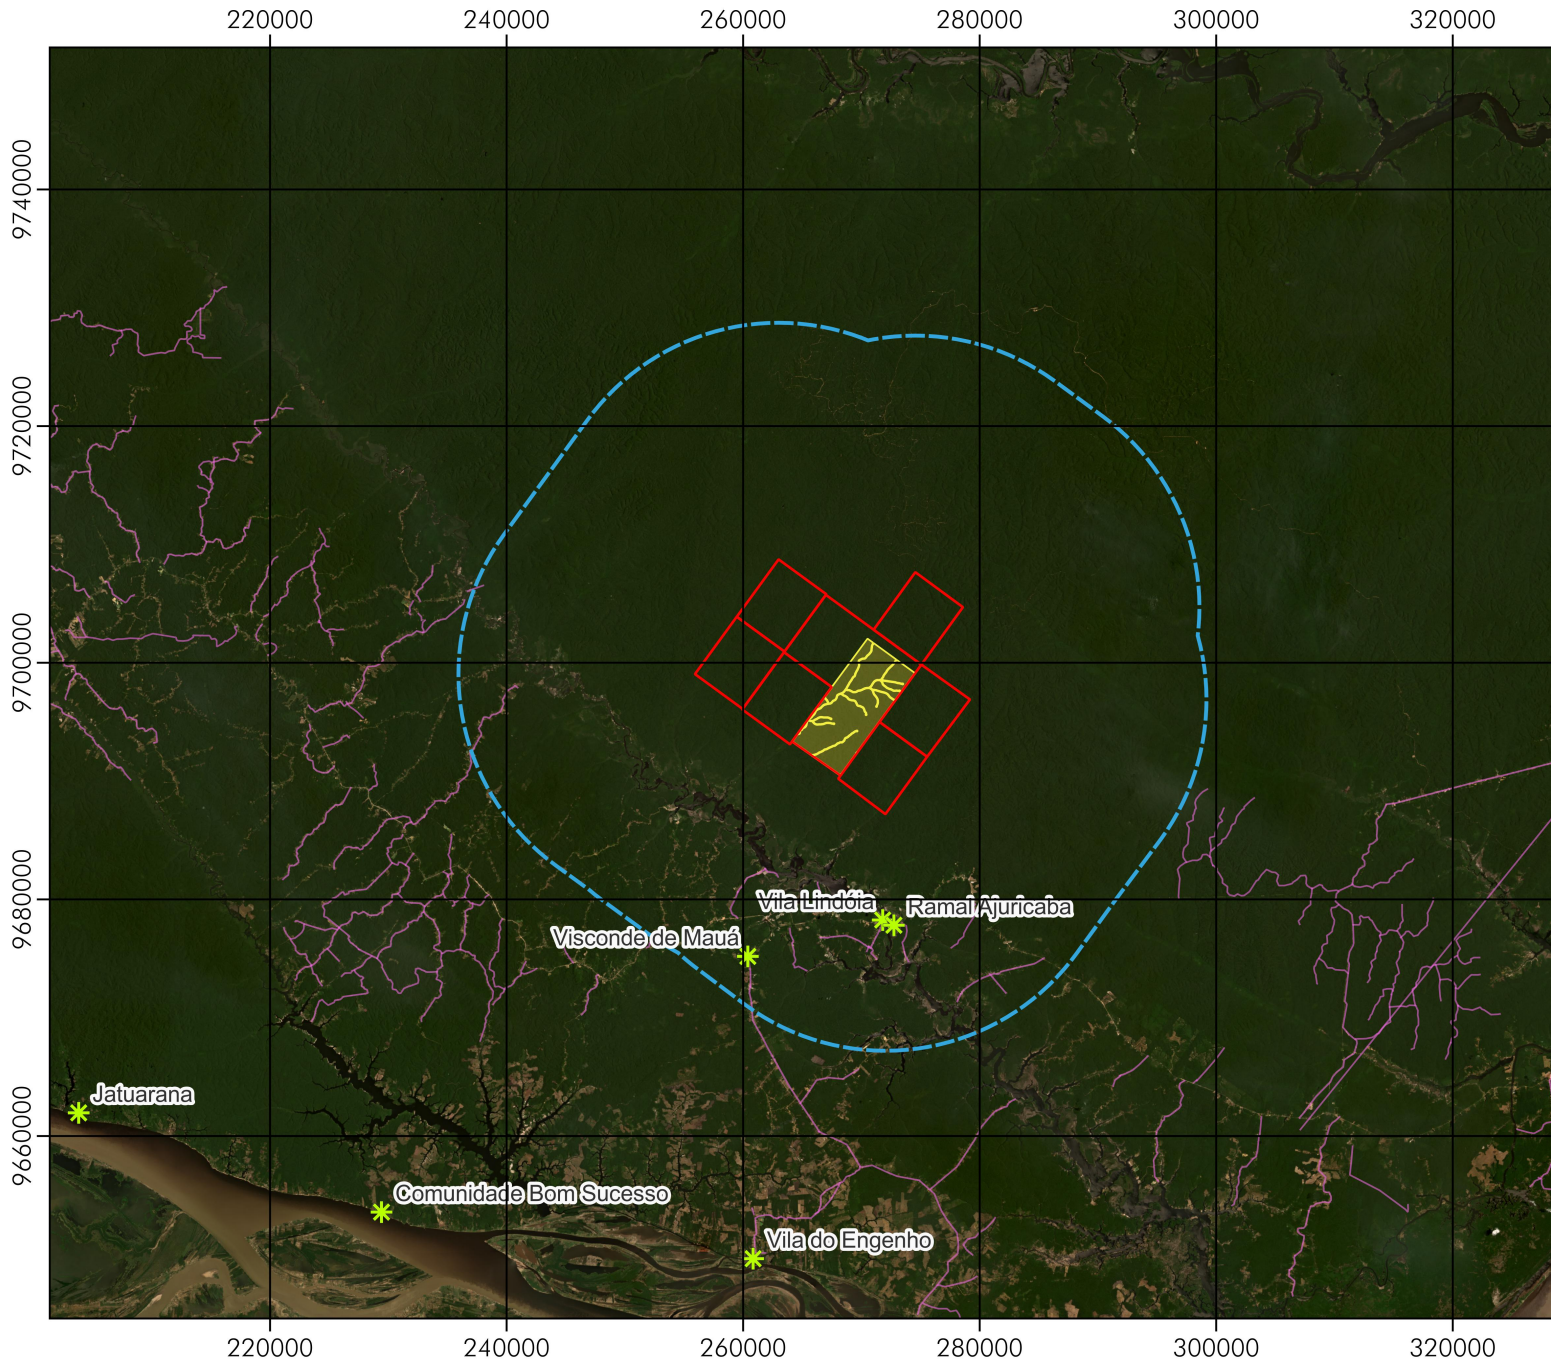 220000 240000 260000 280000 300000 320000
9740000
9720000
9700000
9680000
9660000
Vila Lindóia
Ramal Ajuricaba
Visconde de Mauá
Jatuarana
Comunidade Bom Sucesso
Vila do Engenho
220000 240000 260000 280000 300000 320000